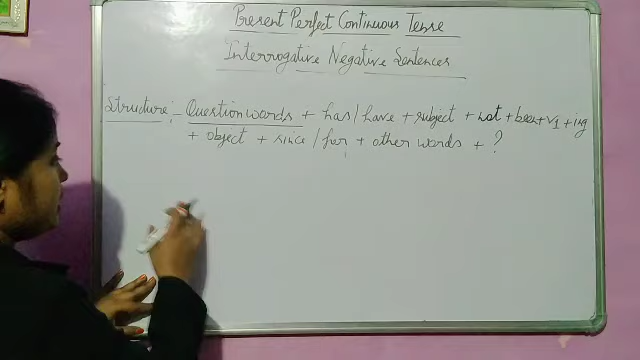 Present Perfect Continuous Tense
Interrogative Negative Sentences
Structure:- Question words + has/have + subject + not + been + V1 + ing
+ object + since / for + other words + ?